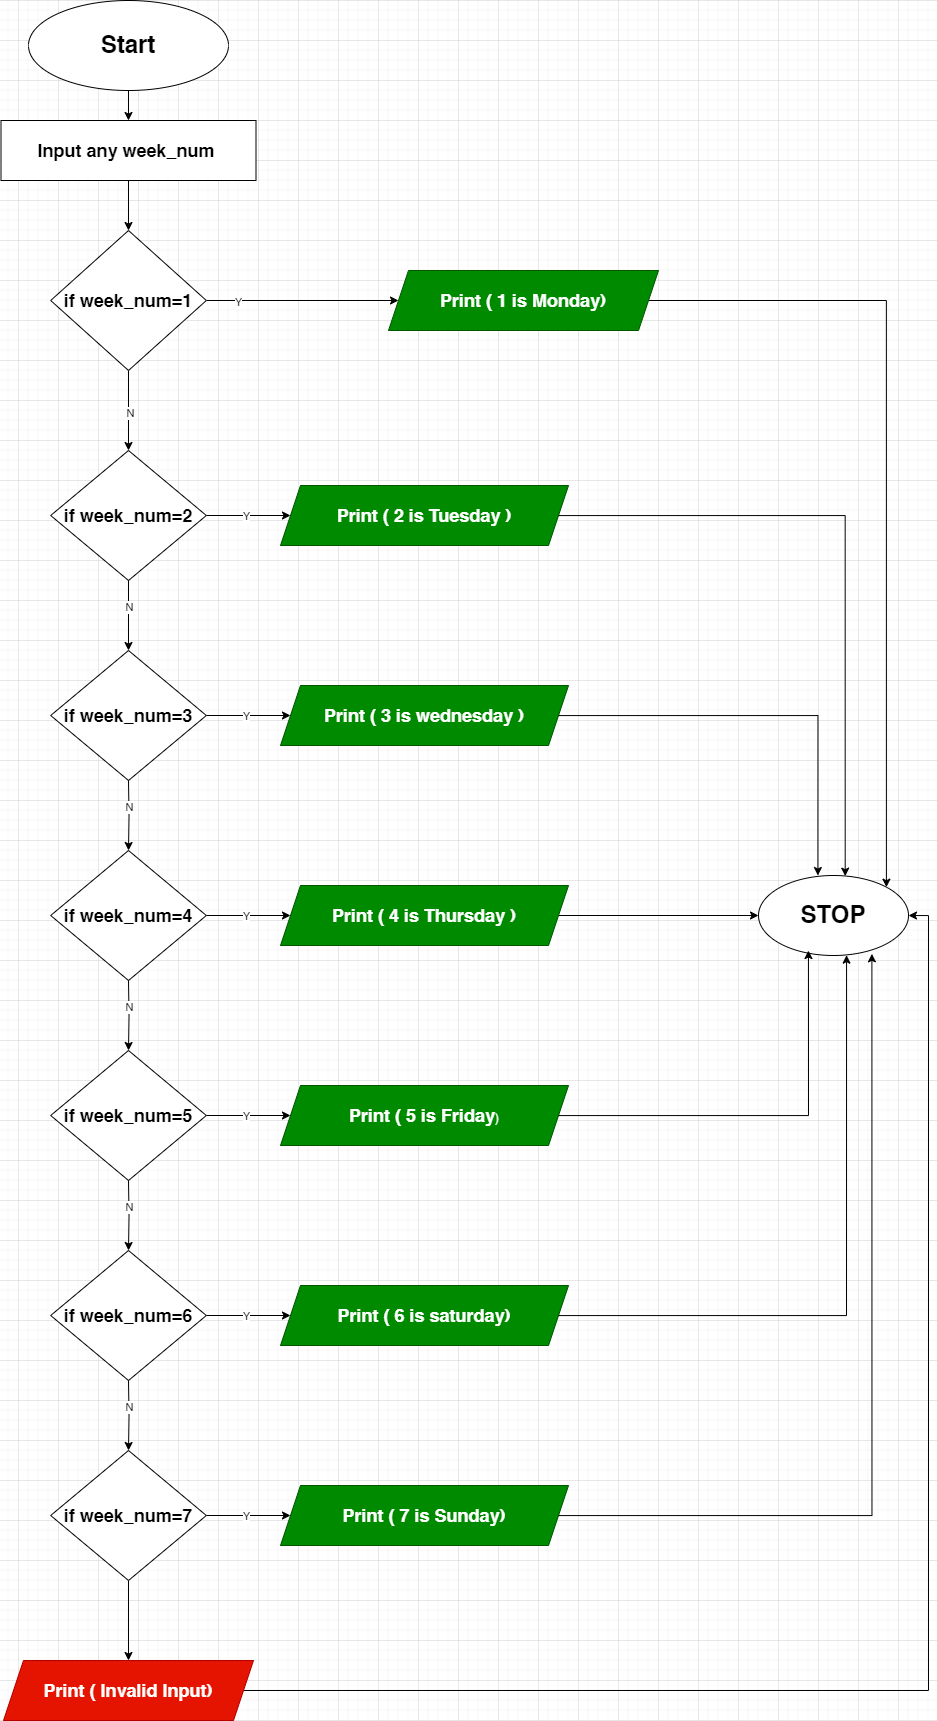 Start
Input any week_num
if week_num=1
Y
Print ( 1 is Monday)
N
if week_num=2
Y
Print ( 2 is Tuesday )
N
if week_num=3
Y
Print ( 3 is wednesday )
N
if week_num=4
Y
Print ( 4 is Thursday )
STOP
N
if week_num=5
Y
Print ( 5 is Friday)
N
if week_num=6
Y
Print ( 6 is saturday)
N
if week_num=7
Y
Print ( 7 is Sunday)
Print ( Invalid Input)